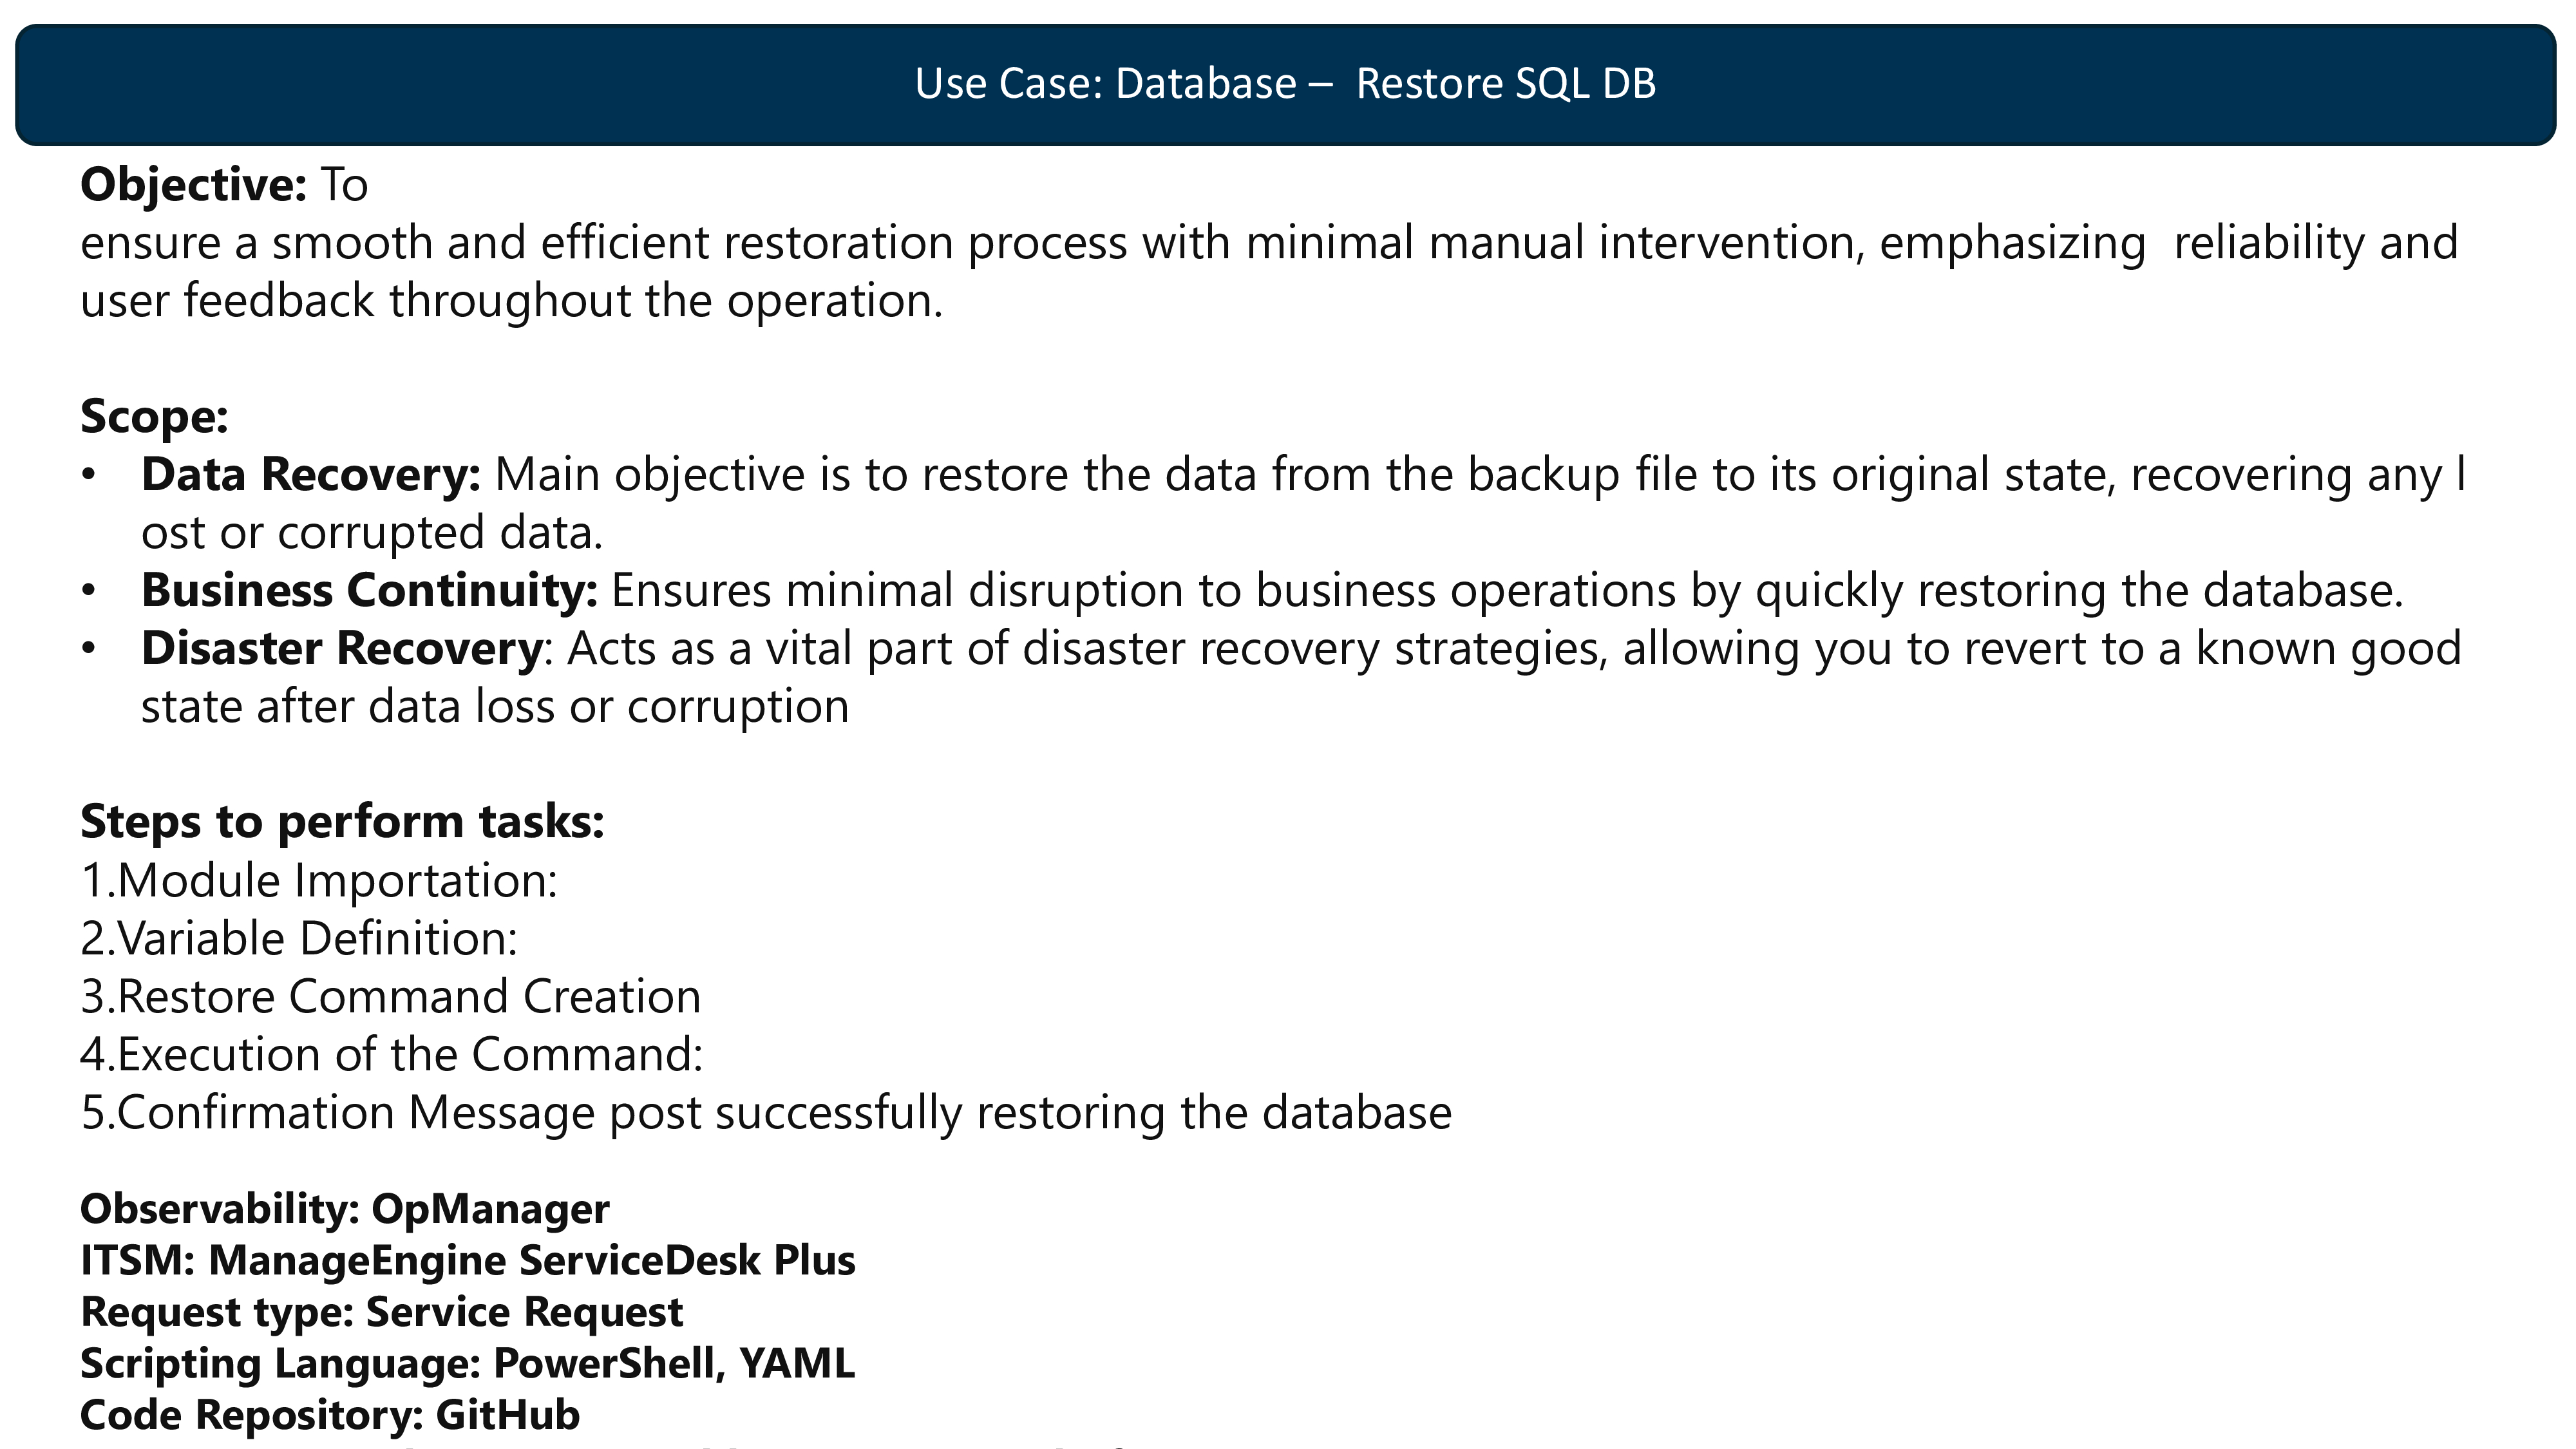 Use Case: Database –  Restore SQL DB
Objective: To
ensure a smooth and efficient restoration process with minimal manual intervention, emphasizing  reliability and
user feedback throughout the operation.
Scope:
• Data Recovery: Main objective is to restore the data from the backup file to its original state, recovering any l
ost or corrupted data.
• Business Continuity: Ensures minimal disruption to business operations by quickly restoring the database.
• Disaster Recovery: Acts as a vital part of disaster recovery strategies, allowing you to revert to a known good
state after data loss or corruption
Steps to perform tasks:
1.Module Importation:
2.Variable Definition:
3.Restore Command Creation
4.Execution of the Command:
5.Confirmation Message post successfully restoring the database
Observability: OpManager
ITSM: ManageEngine ServiceDesk Plus
Request type: Service Request
Scripting Language: PowerShell, YAML
Code Repository: GitHub